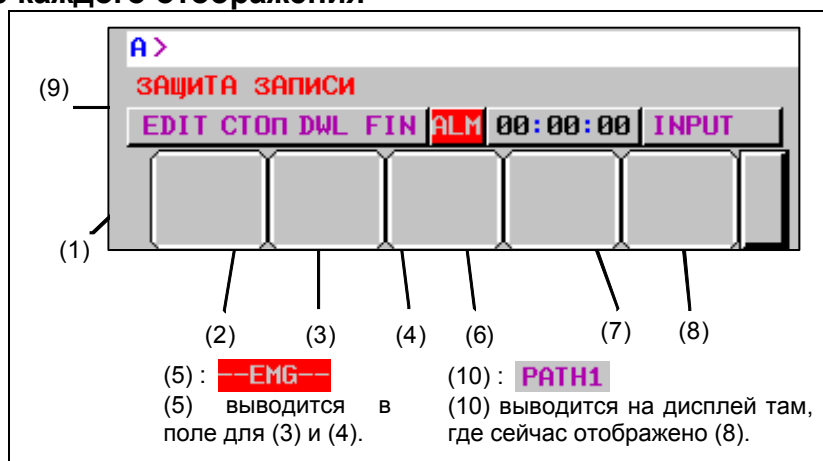 о каждого отображения
A>
ЗАЩИТА ЗАПИСИ
(9)
EDIT СТОП DWL FIN ALM 00:00:00 INPUT
(1)
(2) (3) (4) (6) (7) (8)
(5) : --EMG-- (10) : PATH1
(5) выводится в
поле для (3) и (4).
(10) выводится на дисплей там,
где сейчас отображено (8).